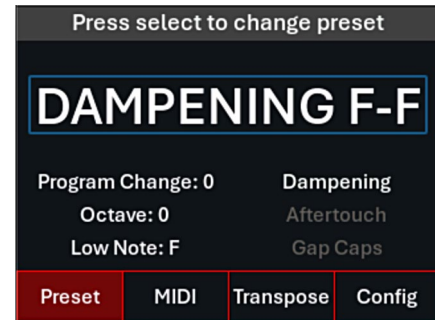 Press select to change preset
DAMPENING F-F
Program Change: 0 Dampening
Octave: 0 Aftertouch
Low Note: F Gap Caps
Preset MIDI Transpose Config